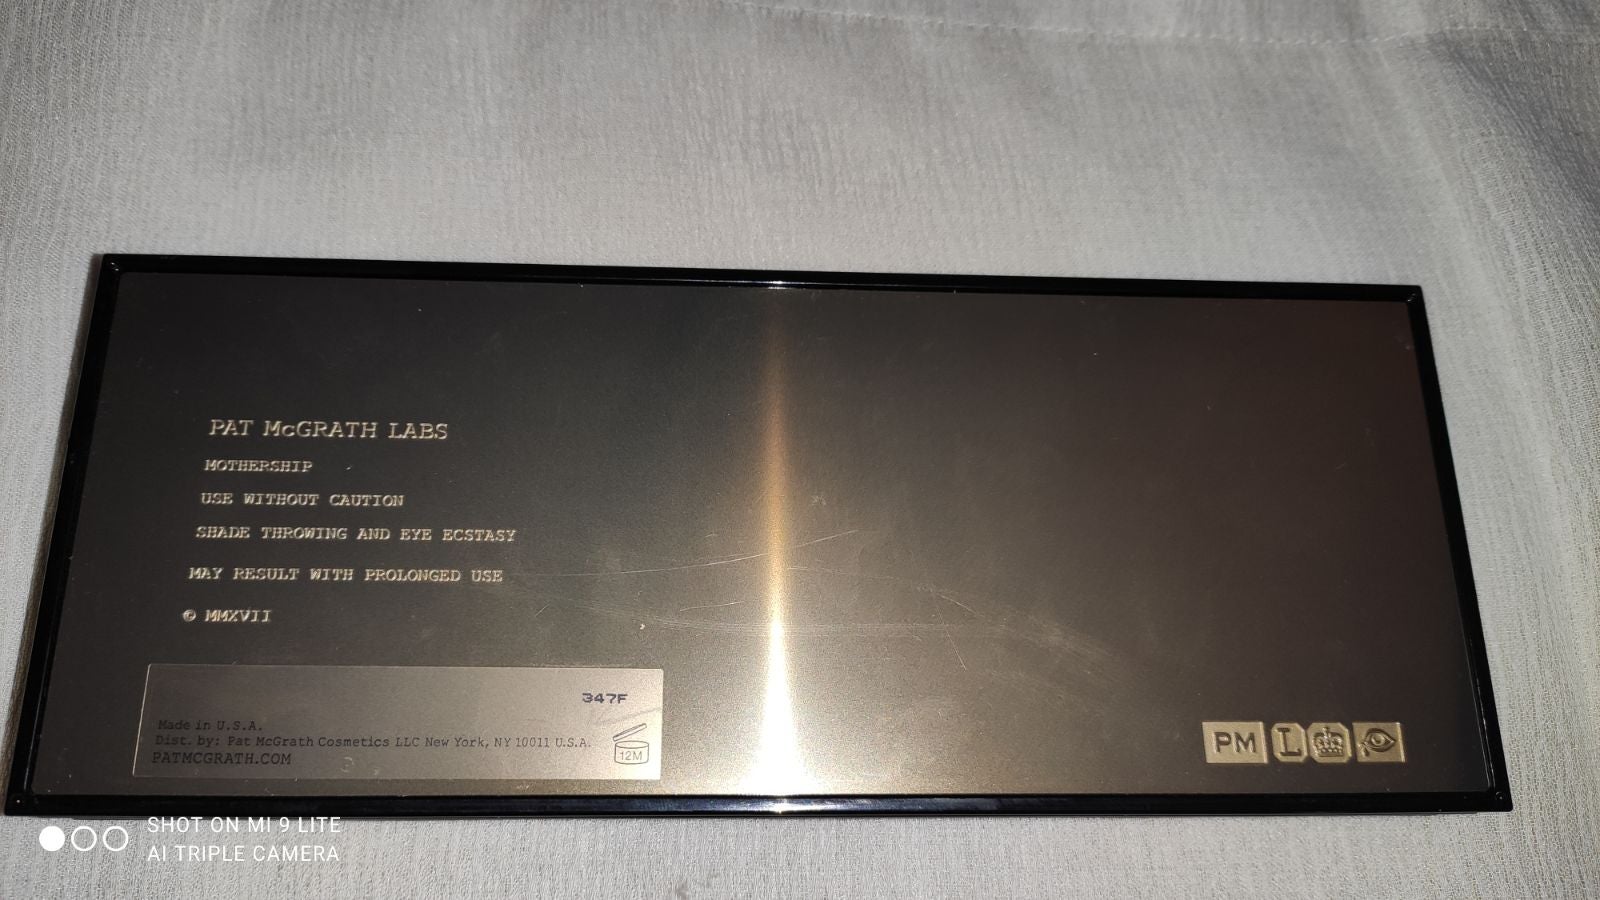 PAT McGRATH LABS
MOTHERSHIP
USE WITHOUT CAUTION
SHADE THROWING AND EYE ECSTASY
MAY RESULT WITH PROLONGED USE
© MMXVII
347F
Made in U.S.A.
Dist. by: Pat McGrath Cosmetics LLC New York, NY 10011 U.S.A.
PATMCGRATH.COM
12M
PM L
SHOT ON MI 9 LITE
AI TRIPLE CAMERA